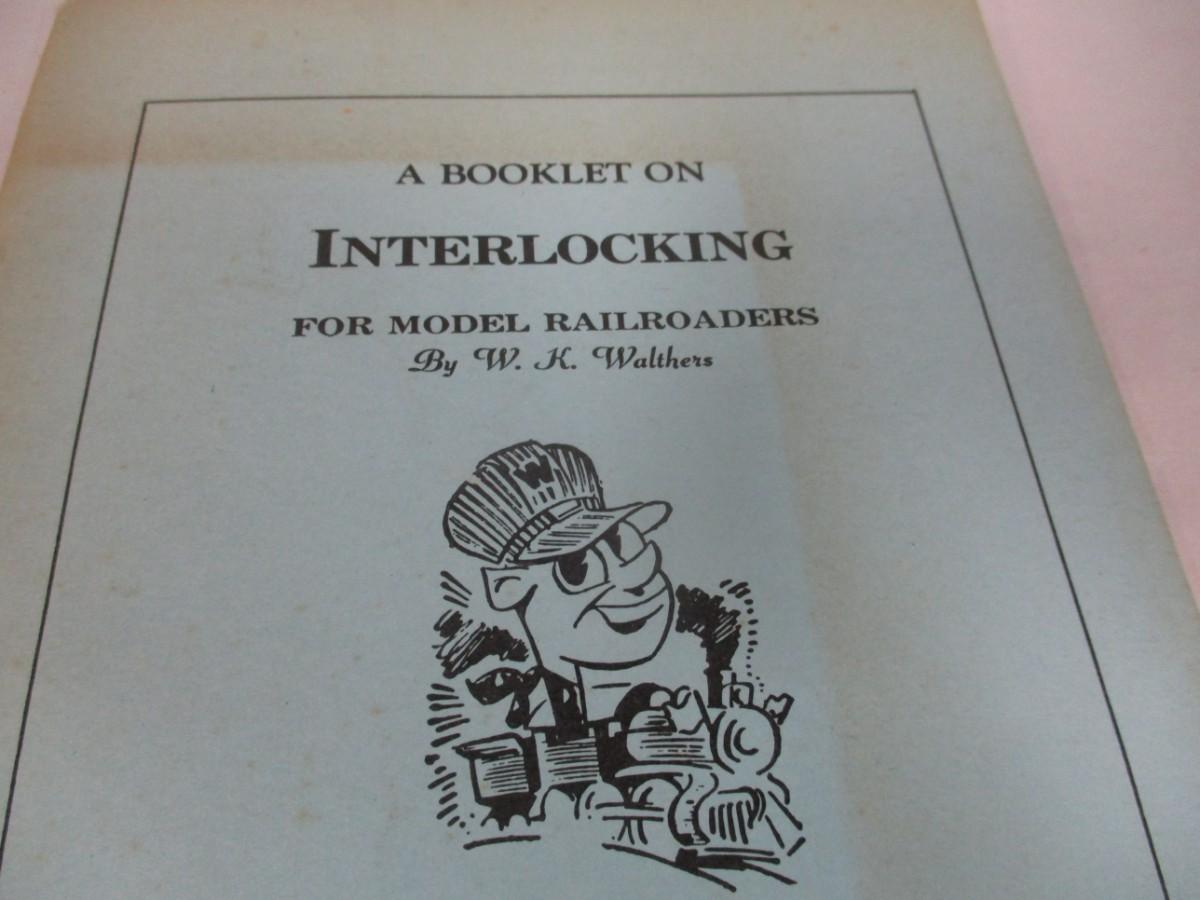 A BOOKLET ON
INTERLOCKING
FOR MODEL RAILROADERS
By W. K. Walthers
W